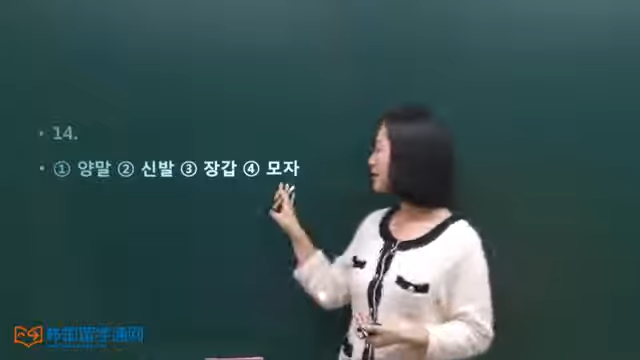 • 14.
• ① 양말 ② 신발 ③ 장갑 ④ 모자